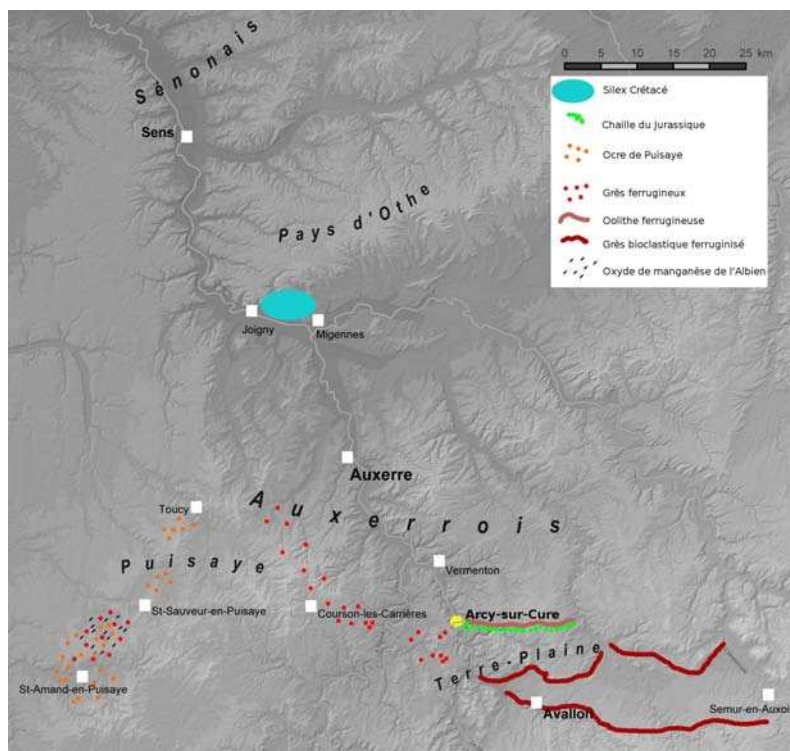 Sénonais
0 5 10 15 20 25 km
Silex Crétacé
Chaille du Jurassique
Ocre de Puisaye
Grès ferrugineux
Oolithe ferrugineuse
Grès bioclastique ferruginisé
Oxyde de manganèse de l'Albien
Sens
Pays d'Othe
Joigny
Migennes
Auxerre
Toucy
Auxerrois
Puisaye
Vermenton
St-Sauveur-en-Puisaye
Courson-les-Carrières
Arcy-sur-Cure
Terre-Plaine
St-Amand-en-Puisaye
Avallon
Semur-en-Auxoi